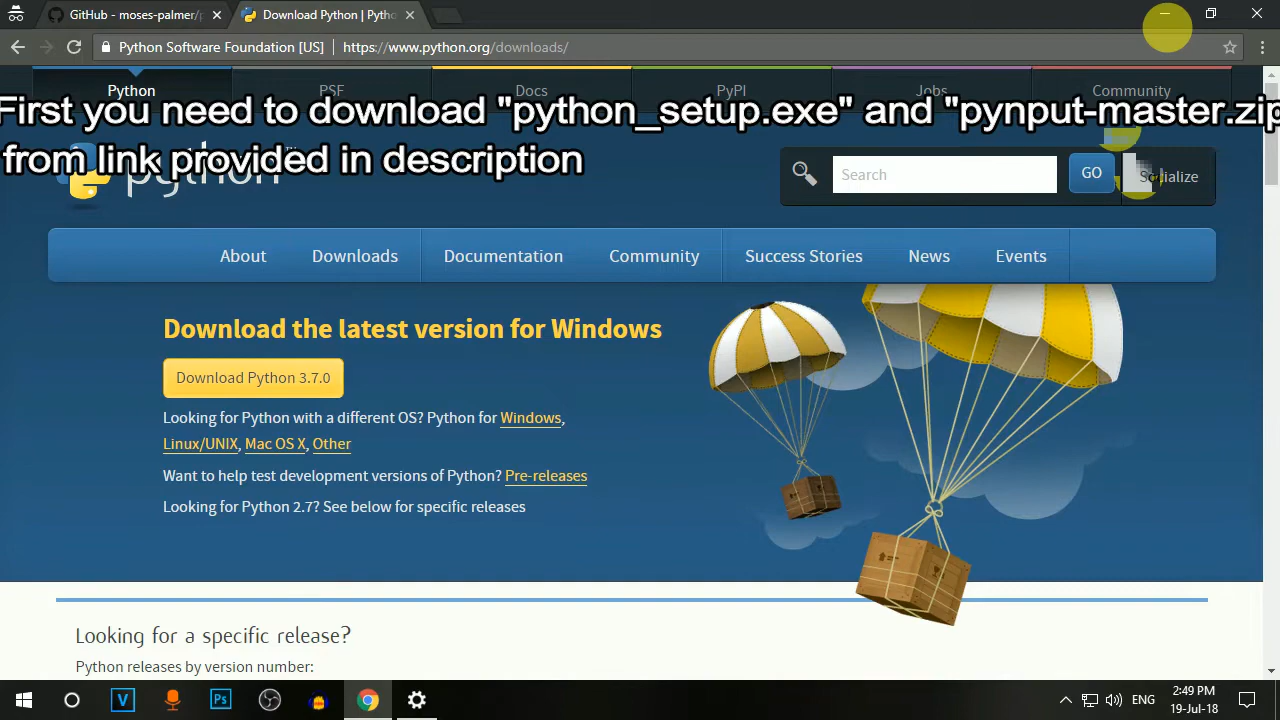 GitHub - moses-palmer/p
Download Python | Pytho
Python Software Foundation [US]
https://www.python.org/downloads/
Python
PSF
Docs
PyPI
Jobs
Community
First you need to download "python_setup.exe" and "pynput-master.zip
from link provided in description
python
Search
GO
Socialize
About
Downloads
Documentation
Community
Success Stories
News
Events
Download the latest version for Windows
Download Python 3.7.0
Looking for Python with a different OS? Python for Windows,
Linux/UNIX, Mac OS X, Other
Want to help test development versions of Python? Pre-releases
Looking for Python 2.7? See below for specific releases
Looking for a specific release?
Python releases by version number:
V
Ps
ENG
2:49 PM
19-Jul-18